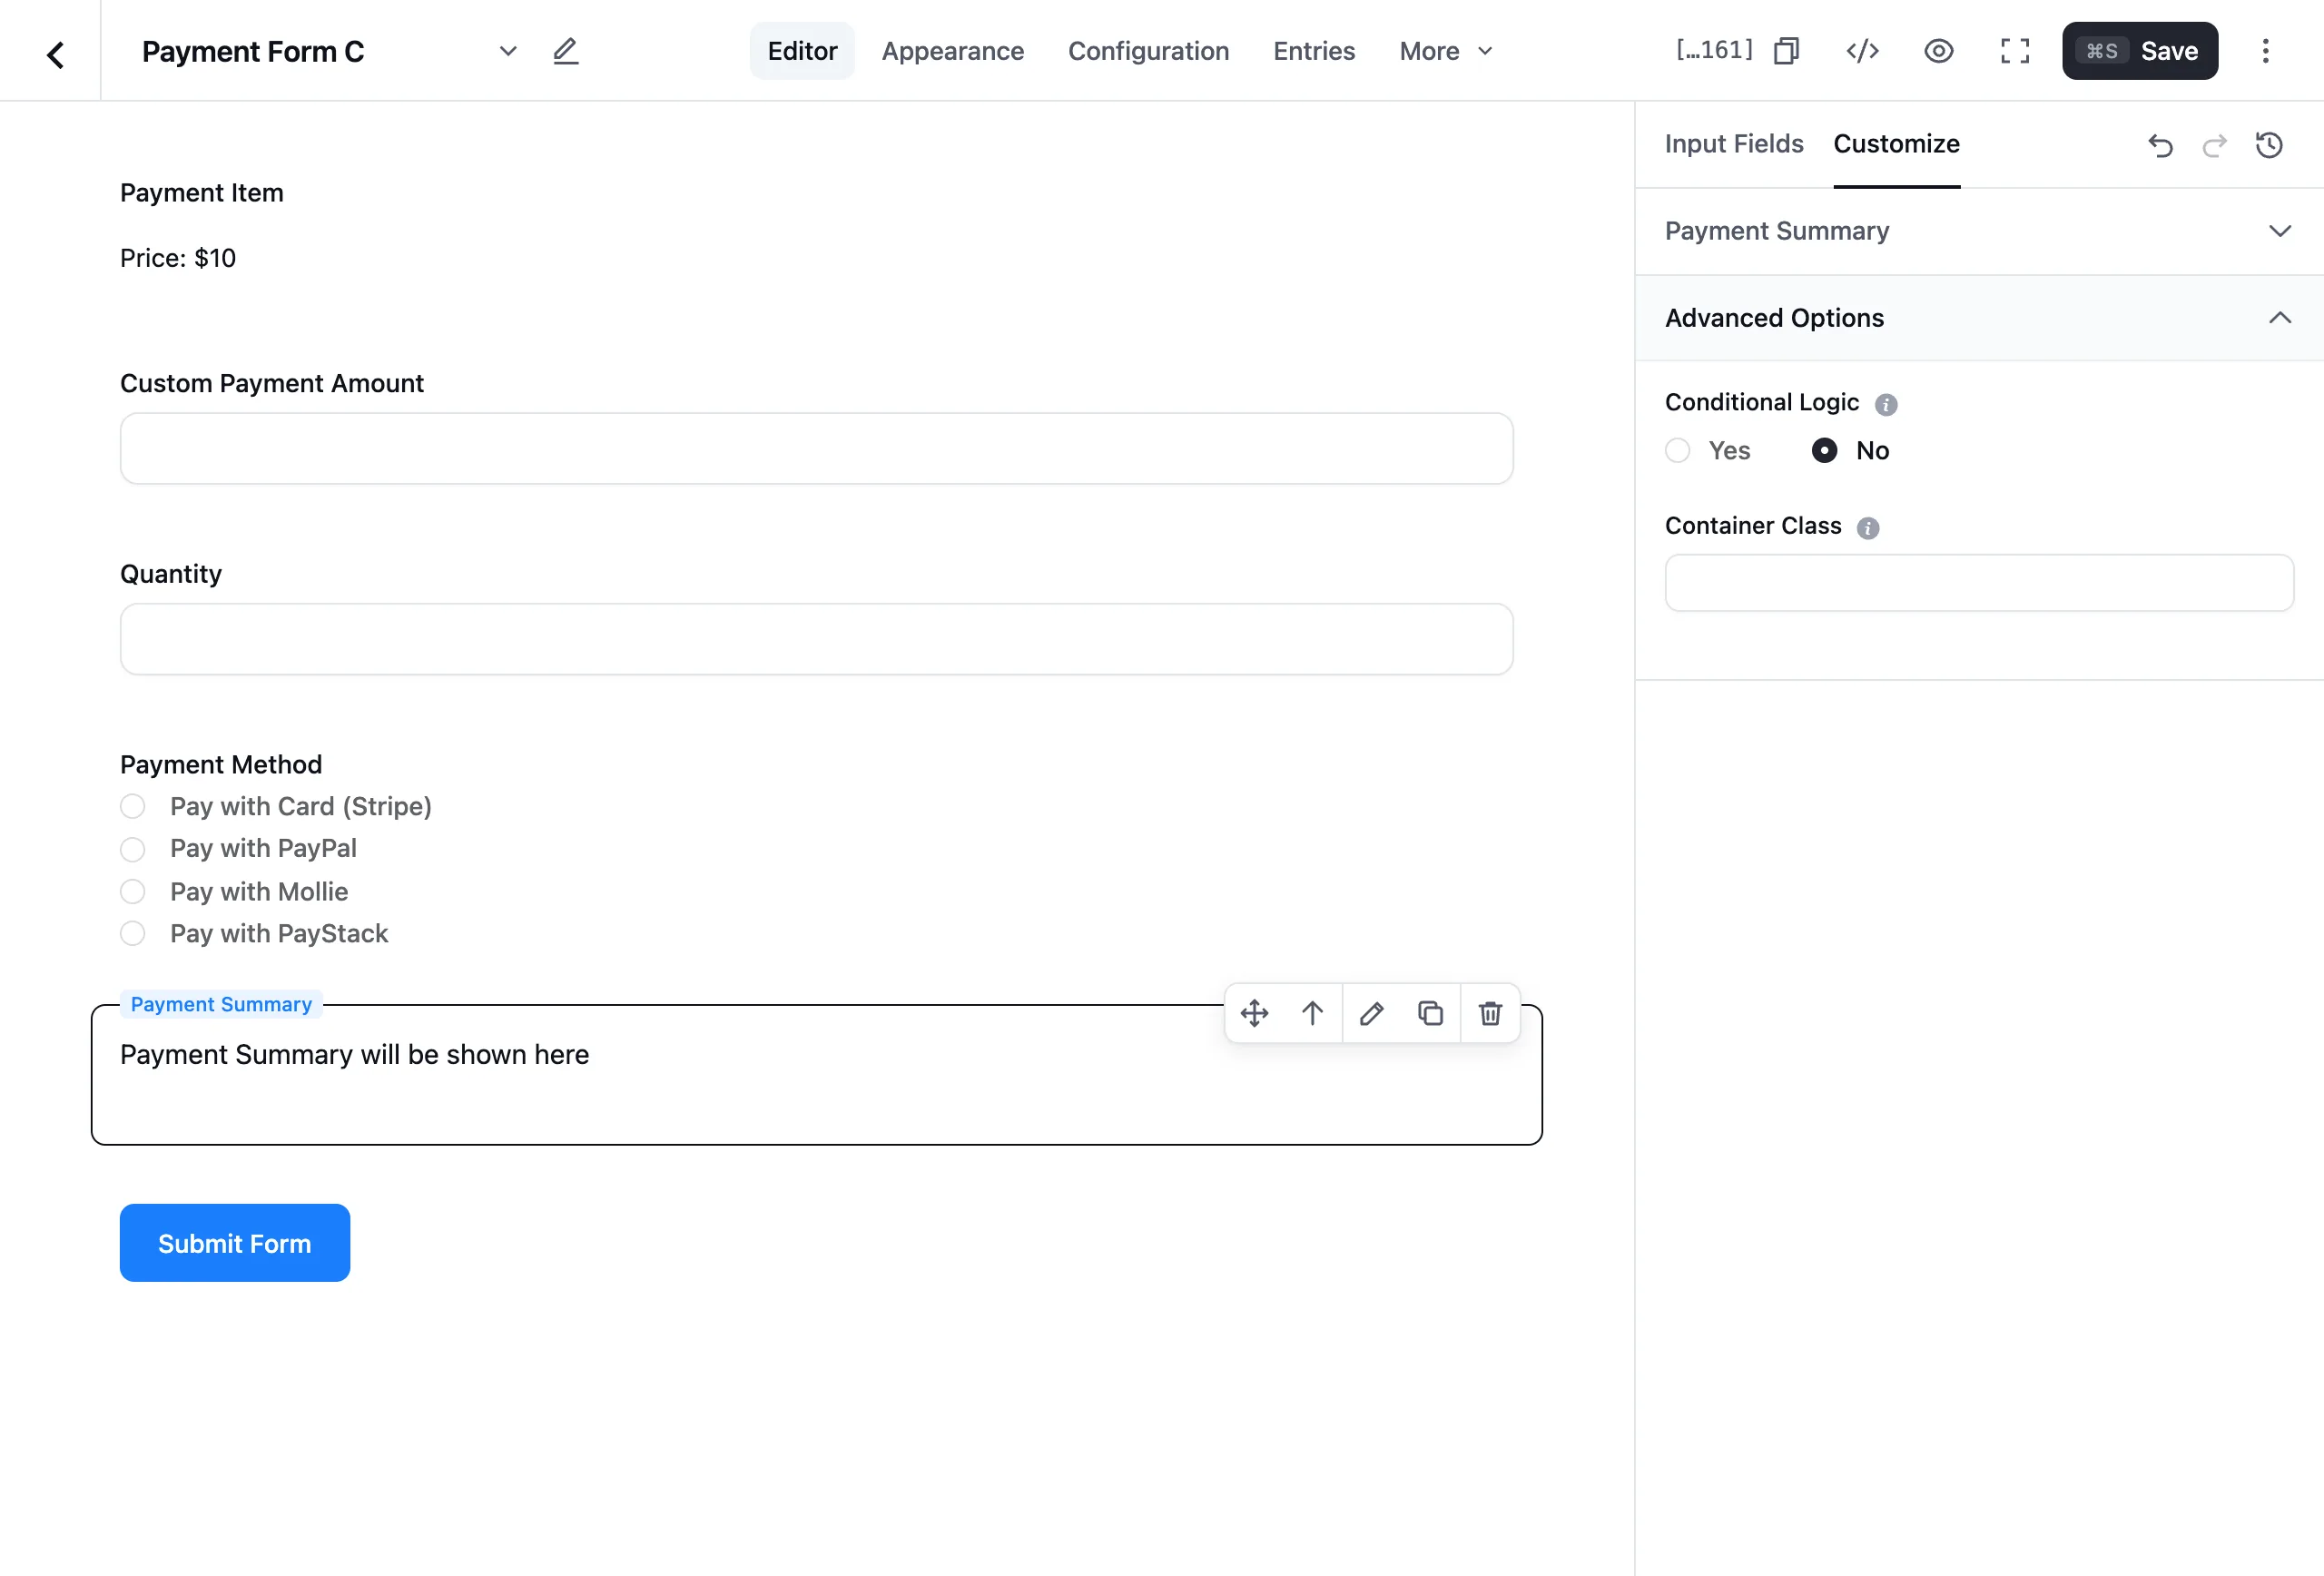 Payment Form C
Editor
Appearance
Configuration
Entries
More
[...161]
⌘S Save
Input Fields
Customize
Payment Summary
Advanced Options
Conditional Logic
Yes
No
Container Class
Payment Item
Price: $10
Custom Payment Amount
Quantity
Payment Method
Pay with Card (Stripe)
Pay with PayPal
Pay with Mollie
Pay with PayStack
Payment Summary
Payment Summary will be shown here
Submit Form